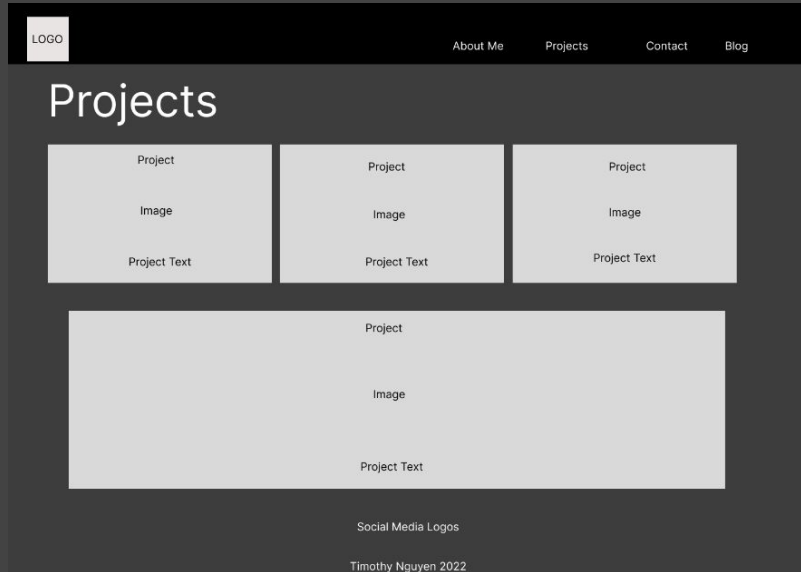 LOGO
About Me Projects Contact Blog
Projects
Project
Image
Project Text
Project
Image
Project Text
Project
Image
Project Text
Project
Image
Project Text
Social Media Logos
Timothy Nguyen 2022